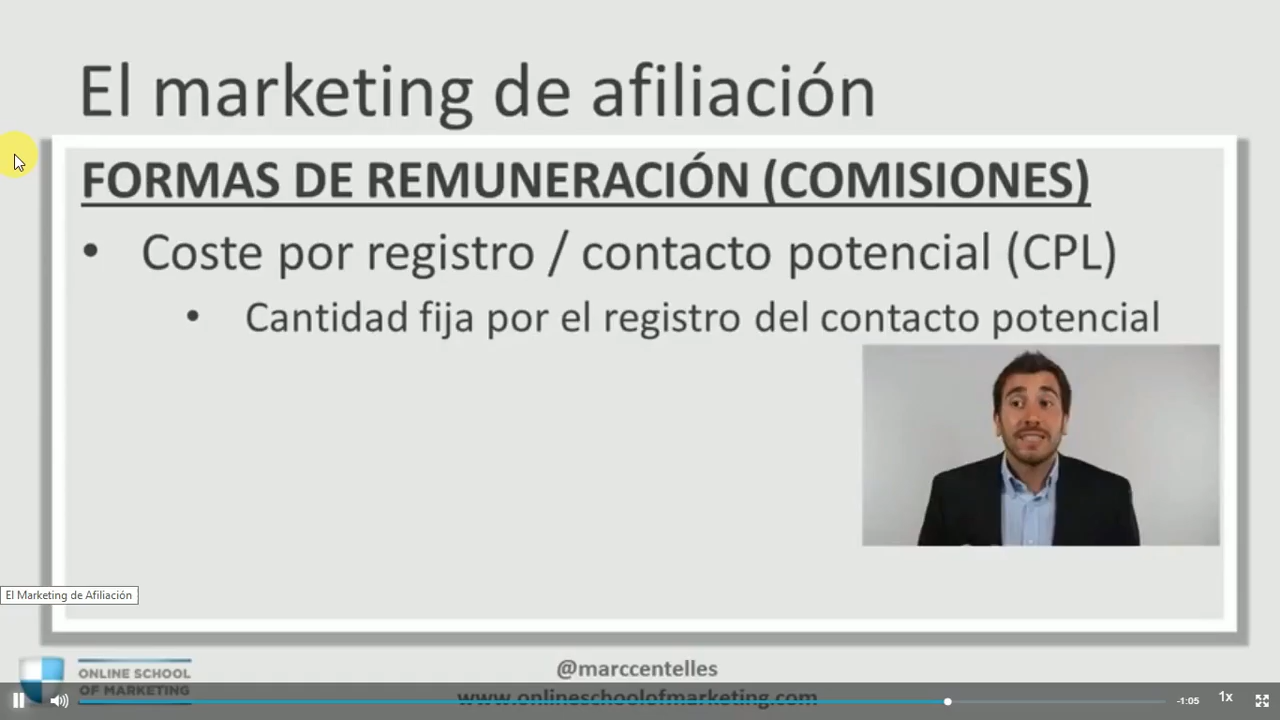 El marketing de afiliación
FORMAS DE REMUNERACIÓN (COMISIONES)
• Coste por registro / contacto potencial (CPL)
• Cantidad fija por el registro del contacto potencial
El Marketing de Afiliación
ONLINE SCHOOL
OF MARKETING
@marccentelles
www.onlineschoolofmarketing.com
-1:05
1x